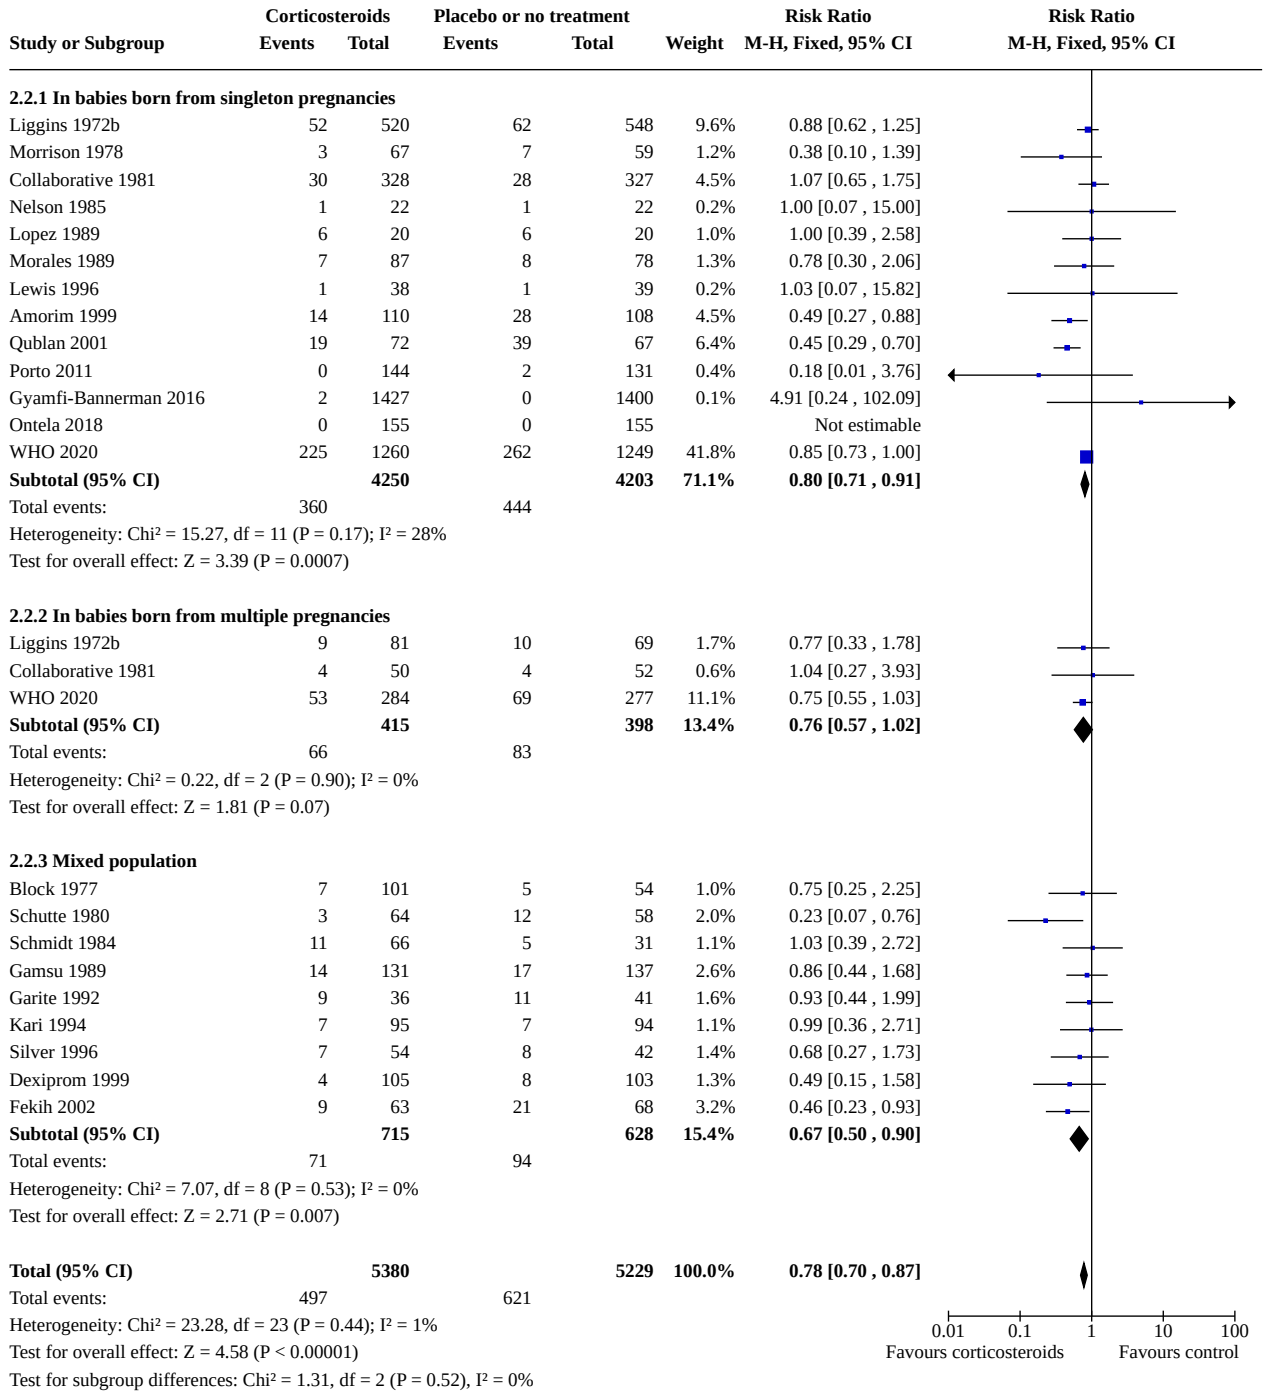 Corticosteroids Placebo or no treatment Risk Ratio Risk Ratio
Study or Subgroup Events Total Events Total Weight M-H, Fixed, 95% CI M-H, Fixed, 95% CI
2.2.1 In babies born from singleton pregnancies
Liggins 1972b 52 520 62 548 9.6% 0.88 [0.62 , 1.25]
Morrison 1978 3 67 7 59 1.2% 0.38 [0.10 , 1.39]
Collaborative 1981 30 328 28 327 4.5% 1.07 [0.65 , 1.75]
Nelson 1985 1 22 1 22 0.2% 1.00 [0.07 , 15.00]
Lopez 1989 6 20 6 20 1.0% 1.00 [0.39 , 2.58]
Morales 1989 7 87 8 78 1.3% 0.78 [0.30 , 2.06]
Lewis 1996 1 38 1 39 0.2% 1.03 [0.07 , 15.82]
Amorim 1999 14 110 28 108 4.5% 0.49 [0.27 , 0.88]
Qublan 2001 19 72 39 67 6.4% 0.45 [0.29 , 0.70]
Porto 2011 0 144 2 131 0.4% 0.18 [0.01 , 3.76]
Gyamfi-Bannerman 2016 2 1427 0 1400 0.1% 4.91 [0.24 , 102.09]
Ontela 2018 0 155 0 155 Not estimable
WHO 2020 225 1260 262 1249 41.8% 0.85 [0.73 , 1.00]
Subtotal (95% CI) 4250 4203 71.1% 0.80 [0.71 , 0.91]
Total events: 360 444
Heterogeneity: Chi² = 15.27, df = 11 (P = 0.17); I² = 28%
Test for overall effect: Z = 3.39 (P = 0.0007)
2.2.2 In babies born from multiple pregnancies
Liggins 1972b 9 81 10 69 1.7% 0.77 [0.33 , 1.78]
Collaborative 1981 4 50 4 52 0.6% 1.04 [0.27 , 3.93]
WHO 2020 53 284 69 277 11.1% 0.75 [0.55 , 1.03]
Subtotal (95% CI) 415 398 13.4% 0.76 [0.57 , 1.02]
Total events: 66 83
Heterogeneity: Chi² = 0.22, df = 2 (P = 0.90); I² = 0%
Test for overall effect: Z = 1.81 (P = 0.07)
2.2.3 Mixed population
Block 1977 7 101 5 54 1.0% 0.75 [0.25 , 2.25]
Schutte 1980 3 64 12 58 2.0% 0.23 [0.07 , 0.76]
Schmidt 1984 11 66 5 31 1.1% 1.03 [0.39 , 2.72]
Gamsu 1989 14 131 17 137 2.6% 0.86 [0.44 , 1.68]
Garite 1992 9 36 11 41 1.6% 0.93 [0.44 , 1.99]
Kari 1994 7 95 7 94 1.1% 0.99 [0.36 , 2.71]
Silver 1996 7 54 8 42 1.4% 0.68 [0.27 , 1.73]
Dexiprom 1999 4 105 8 103 1.3% 0.49 [0.15 , 1.58]
Fekih 2002 9 63 21 68 3.2% 0.46 [0.23 , 0.93]
Subtotal (95% CI) 715 628 15.4% 0.67 [0.50 , 0.90]
Total events: 71 94
Heterogeneity: Chi² = 7.07, df = 8 (P = 0.53); I² = 0%
Test for overall effect: Z = 2.71 (P = 0.007)
Total (95% CI) 5380 5229 100.0% 0.78 [0.70 , 0.87]
Total events: 497 621
Heterogeneity: Chi² = 23.28, df = 23 (P = 0.44); I² = 1%
Test for overall effect: Z = 4.58 (P < 0.00001)
Test for subgroup differences: Chi² = 1.31, df = 2 (P = 0.52), I² = 0%
0.01 0.1 1 10 100
Favours corticosteroids Favours control